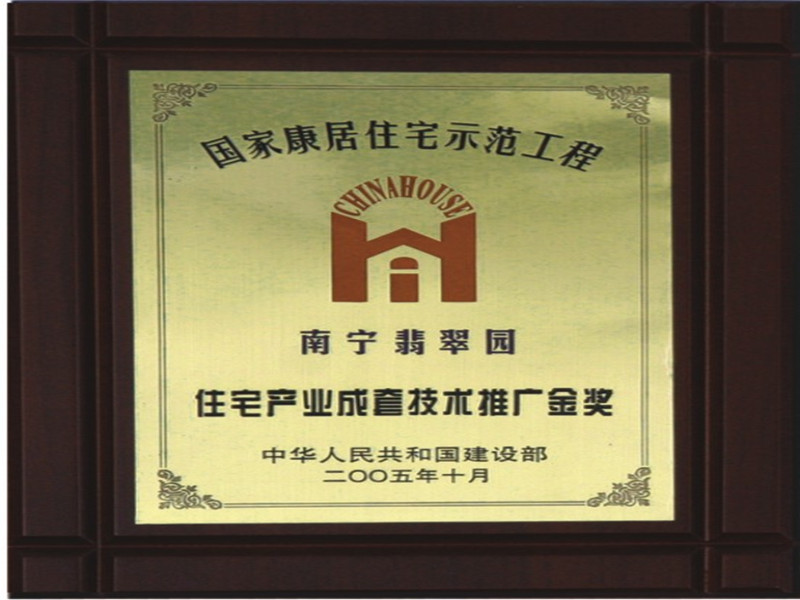 国家康居住宅示范工程
CHINAHOUSE
南宁翡翠园
住宅产业成套技术推广金奖
中华人民共和国建设部
二〇〇五年十月